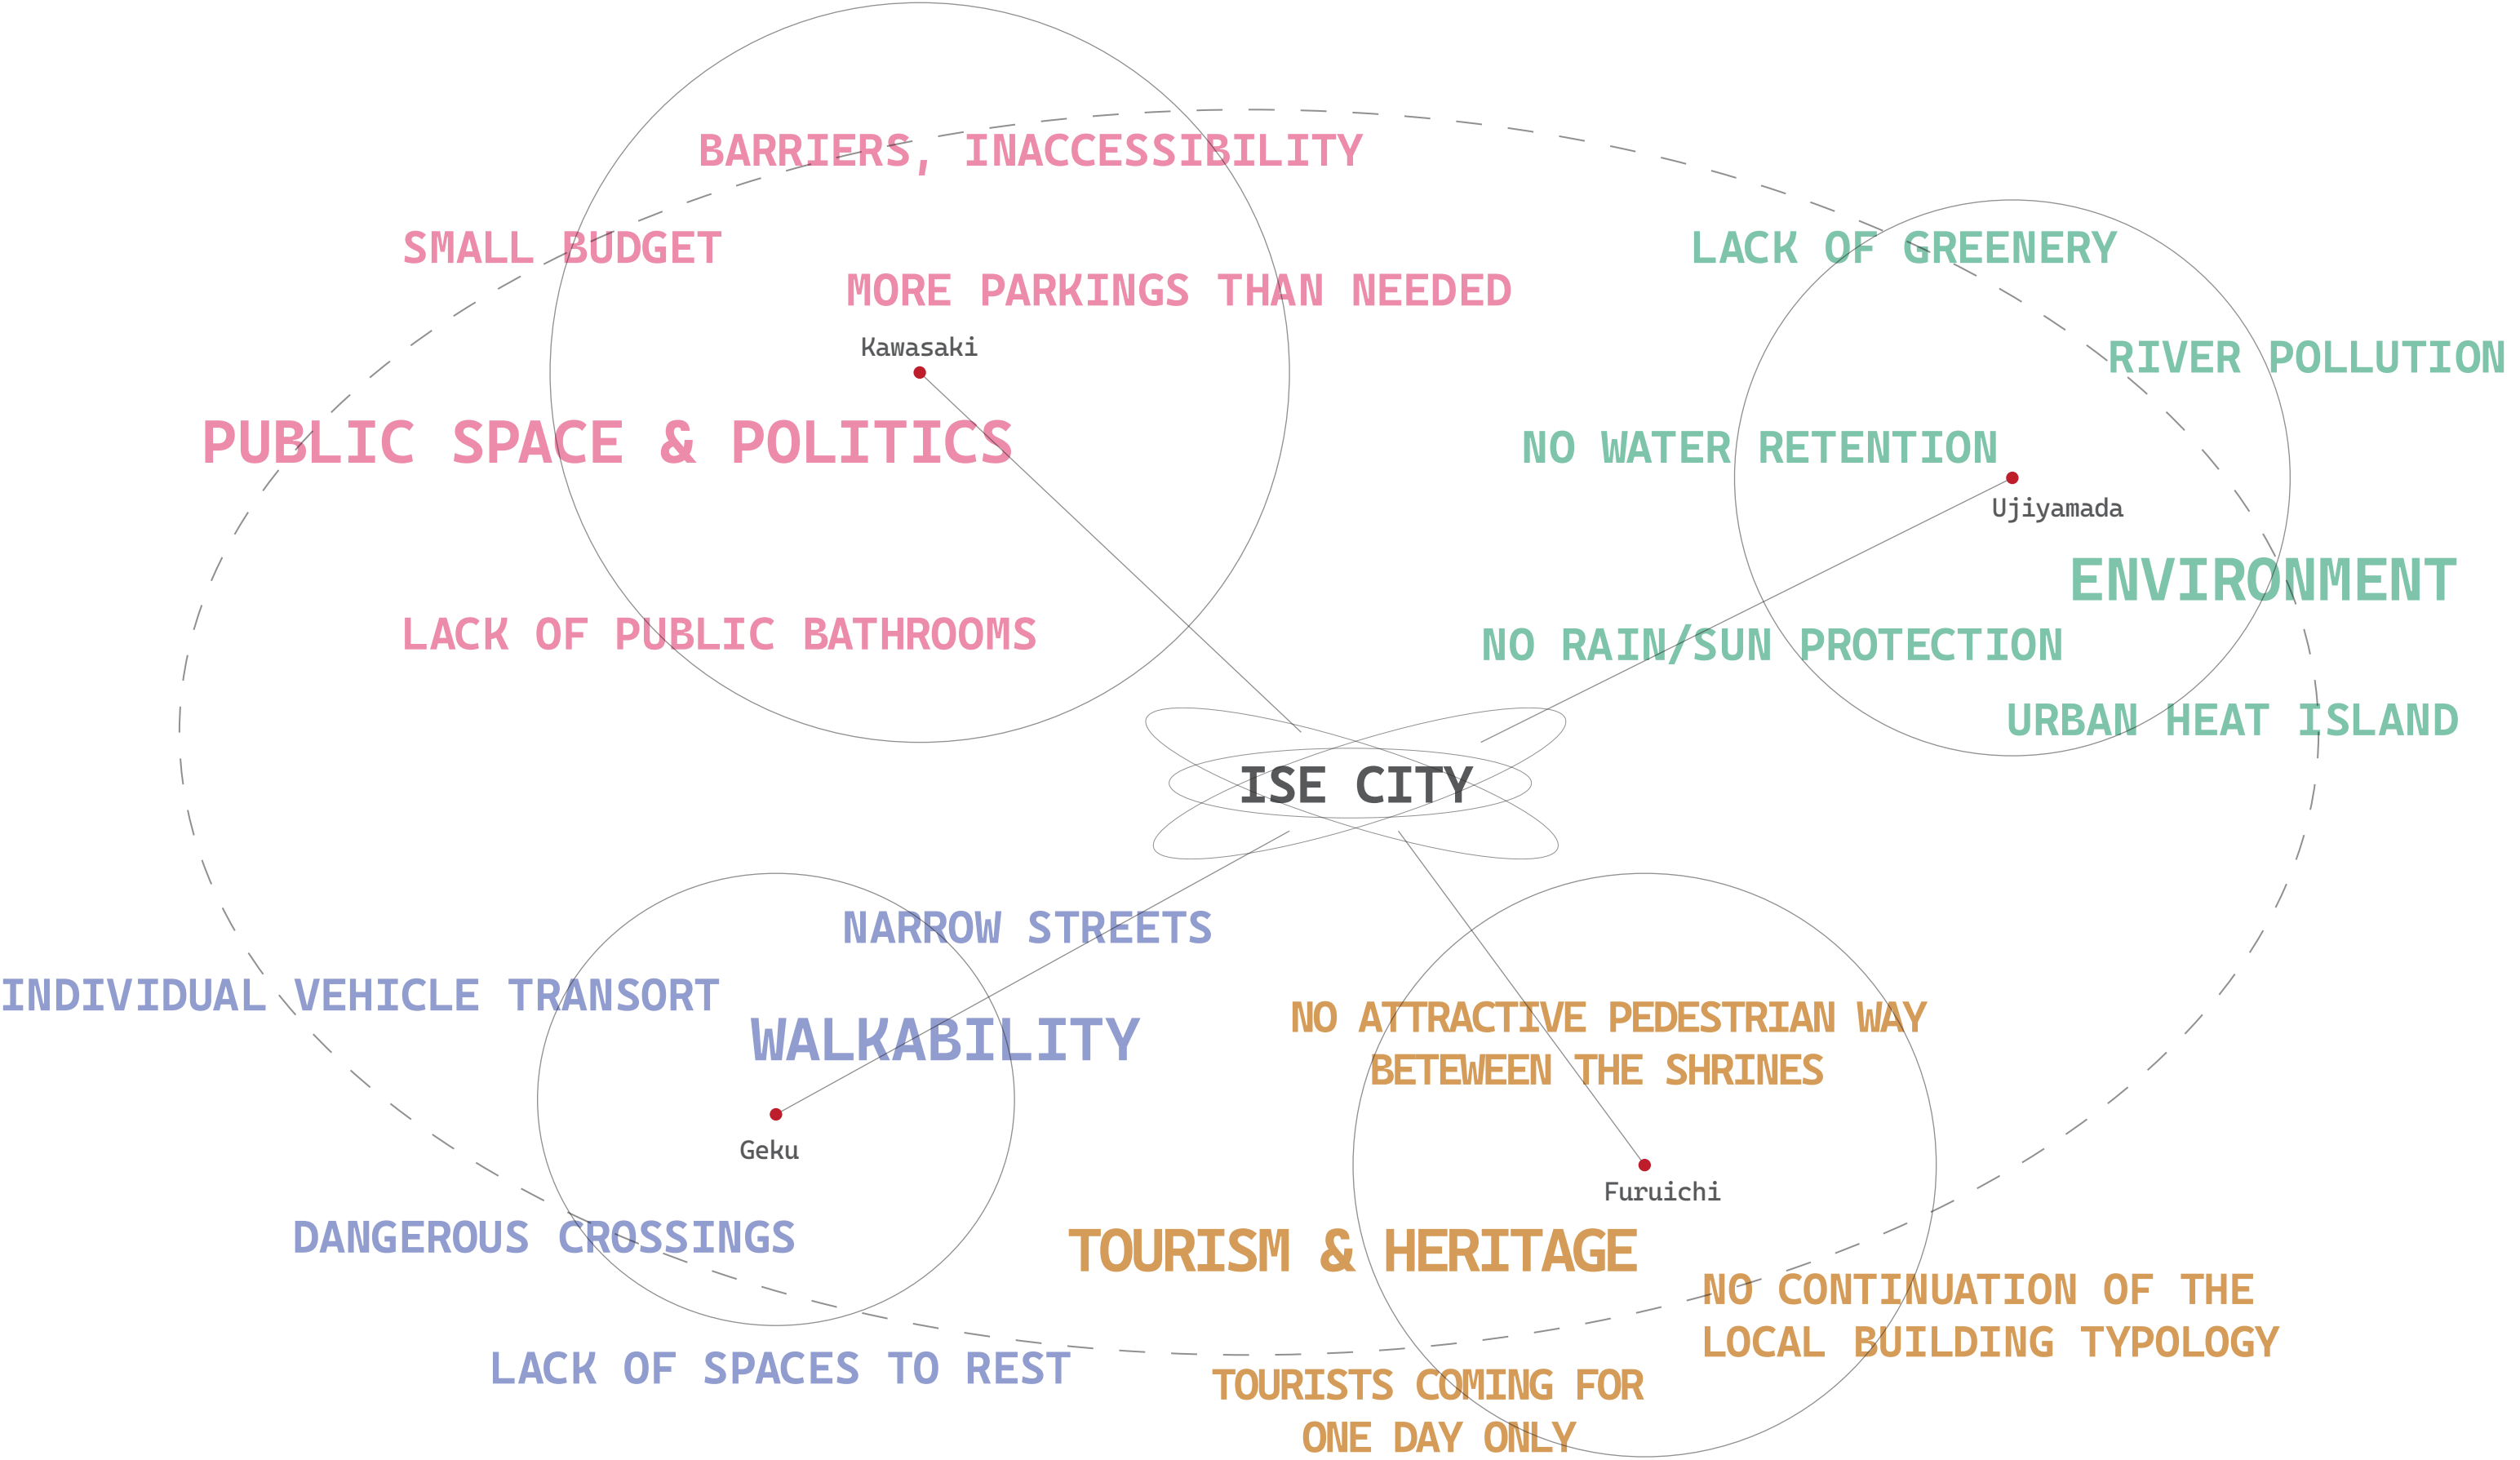 BARRIERS, INACCESSIBILITY
SMALL BUDGET
MORE PARKINGS THAN NEEDED
Kawasaki
PUBLIC SPACE & POLITICS
LACK OF PUBLIC BATHROOMS
LACK OF GREENERY
RIVER POLLUTION
NO WATER RETENTION
Ujiyamada
ENVIRONMENT
NO RAIN/SUN PROTECTION
URBAN HEAT ISLAND
ISE CITY
NARROW STREETS
INDIVIDUAL VEHICLE TRANSORT
WALKABILITY
Geku
DANGEROUS CROSSINGS
LACK OF SPACES TO REST
NO ATTRACTIVE PEDESTRIAN WAY
BETEWEEN THE SHRINES
Furuichi
TOURISM & HERITAGE
NO CONTINUATION OF THE
LOCAL BUILDING TYPOLOGY
TOURISTS COMING FOR
ONE DAY ONLY